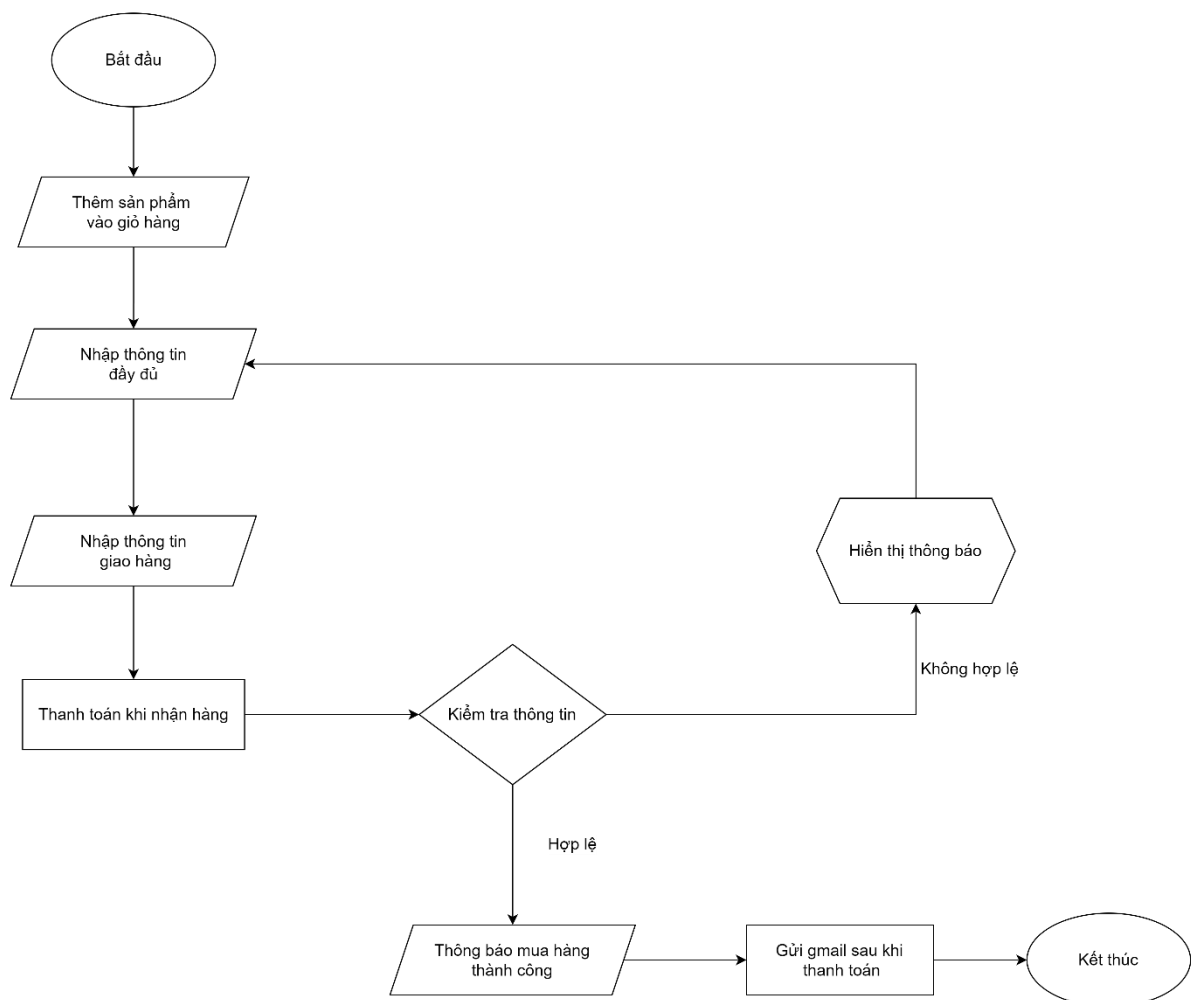 Bắt đầu
Thêm sản phẩm
vào giỏ hàng
Nhập thông tin
đầy đủ
Nhập thông tin
giao hàng
Hiển thị thông báo
Không hợp lệ
Thanh toán khi nhận hàng
Kiểm tra thông tin
Hợp lệ
Thông báo mua hàng
thành công
Gửi gmail sau khi
thanh toán
Kết thúc